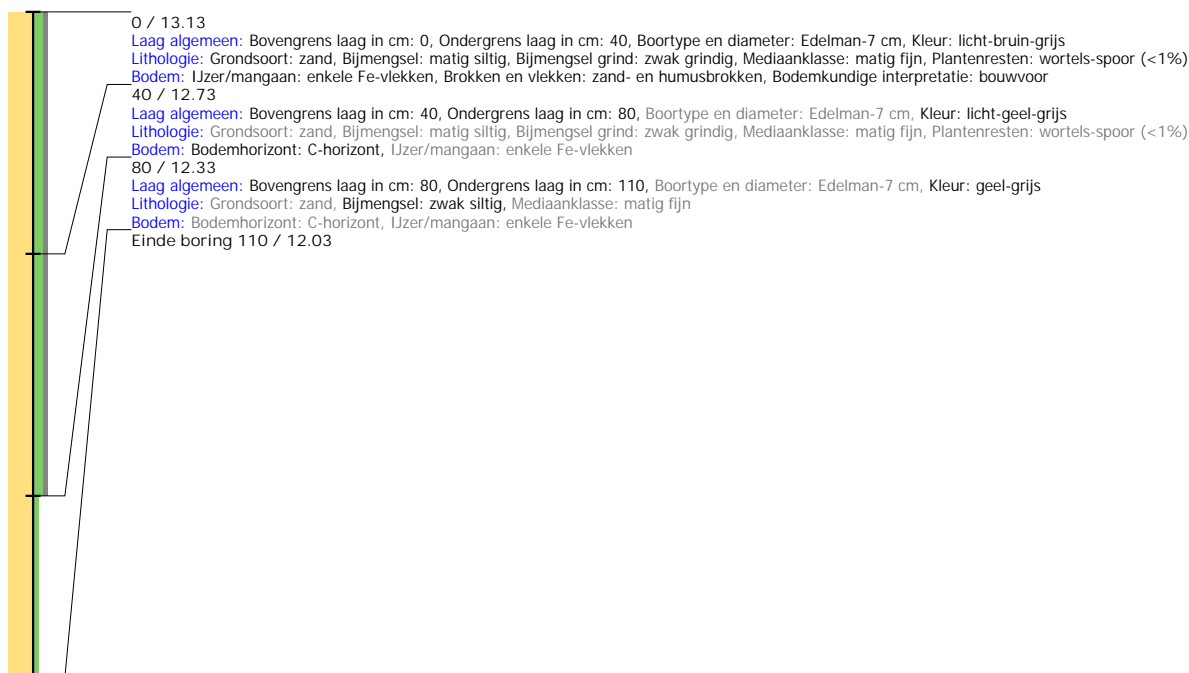 0 / 13.13
Laag algemeen: Bovengrens laag in cm: 0, Ondergrens laag in cm: 40, Boortype en diameter: Edelman-7 cm, Kleur: licht-bruin-grijs
Lithologie: Grondsoort: zand, Bijmengsel: matig siltig, Bijmengsel grind: zwak grindig, Mediaanklasse: matig fijn, Plantenresten: wortels-spoor (<1%)
Bodem: IJzer/mangaan: enkele Fe-vlekken, Brokken en vlekken: zand- en humusbrokken, Bodemkundige interpretatie: bouwvoor
40 / 12.73
Laag algemeen: Bovengrens laag in cm: 40, Ondergrens laag in cm: 80, Boortype en diameter: Edelman-7 cm, Kleur: licht-geel-grijs
Lithologie: Grondsoort: zand, Bijmengsel: matig siltig, Bijmengsel grind: zwak grindig, Mediaanklasse: matig fijn, Plantenresten: wortels-spoor (<1%)
Bodem: Bodemhorizont: C-horizont, IJzer/mangaan: enkele Fe-vlekken
80 / 12.33
Laag algemeen: Bovengrens laag in cm: 80, Ondergrens laag in cm: 110, Boortype en diameter: Edelman-7 cm, Kleur: geel-grijs
Lithologie: Grondsoort: zand, Bijmengsel: zwak siltig, Mediaanklasse: matig fijn
Bodem: Bodemhorizont: C-horizont, IJzer/mangaan: enkele Fe-vlekken
Einde boring 110 / 12.03